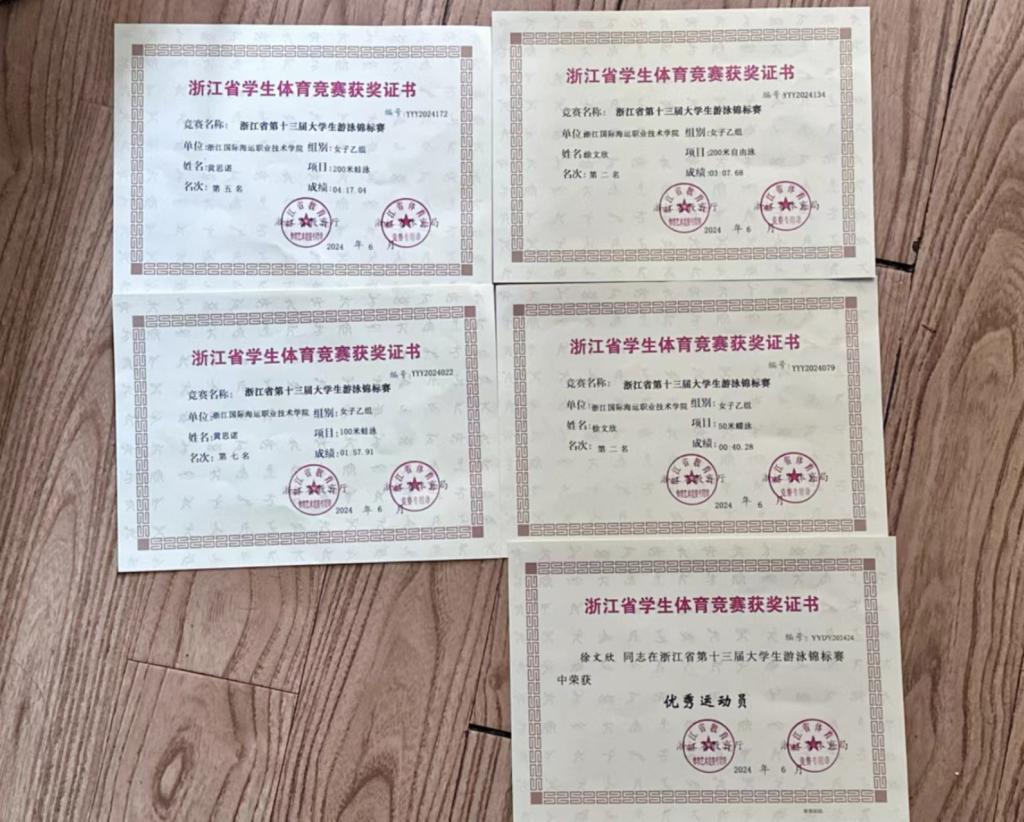 浙江省学生体育竞赛获奖证书
编号:YYY2024172
竞赛名称: 浙江省第十三届大学生游泳锦标赛
单位:浙江国际海运职业技术学院 组别:女子乙组
姓名:黄思诺 项目:200米蛙泳
名次:第五名 成绩:04:17.04
2024 年 6 月
浙江省学生体育竞赛获奖证书
编号:YYY2024134
竞赛名称: 浙江省第十三届大学生游泳锦标赛
单位:浙江国际海运职业技术学院 组别:女子乙组
姓名:徐文欣 项目:200米自由泳
名次:第二名 成绩:03:07.68
2024 年 6 月
浙江省学生体育竞赛获奖证书
编号:YYY2024022
竞赛名称: 浙江省第十三届大学生游泳锦标赛
单位:浙江国际海运职业技术学院 组别:女子乙组
姓名:黄思诺 项目:100米蛙泳
名次:第七名 成绩:01:57.91
2024 年 6 月
浙江省学生体育竞赛获奖证书
编号:YYY2024079
竞赛名称: 浙江省第十三届大学生游泳锦标赛
单位:浙江国际海运职业技术学院 组别:女子乙组
姓名:徐文欣 项目:50米蝶泳
名次:第二名 成绩:00:40.28
2024 年 6 月
浙江省学生体育竞赛获奖证书
编号:YYDY202424
徐文欣 同志在浙江省第十三届大学生游泳锦标赛
中荣获
优秀运动员
2024 年 6 月